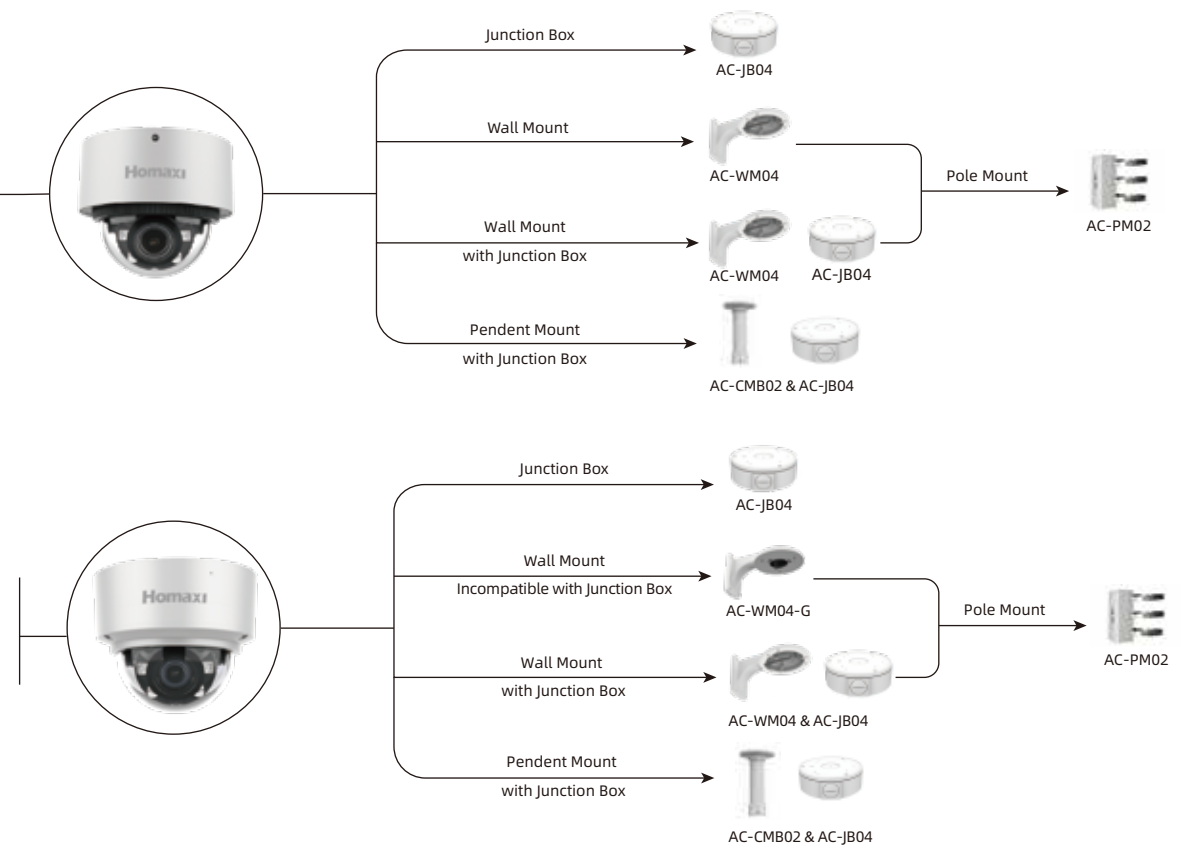 Junction Box
AC-JB04
Homaxi
Wall Mount
AC-WM04
Pole Mount
AC-PM02
Wall Mount
with Junction Box
AC-WM04
AC-JB04
Pendent Mount
with Junction Box
AC-CMB02 & AC-JB04
Junction Box
AC-JB04
Homaxi
Wall Mount
Incompatible with Junction Box
AC-WM04-G
Pole Mount
AC-PM02
Wall Mount
with Junction Box
AC-WM04 & AC-JB04
Pendent Mount
with Junction Box
AC-CMB02 & AC-JB04